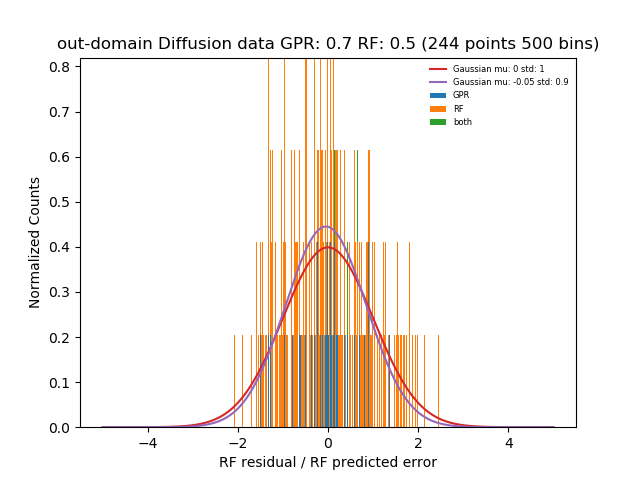 out-domain Diffusion data GPR: 0.7 RF: 0.5 (244 points 500 bins)
Gaussian mu: 0 std: 1
Gaussian mu: -0.05 std: 0.9
GPR
RF
both
Normalized Counts
0.8
0.7
0.6
0.5
0.4
0.3
0.2
0.1
0.0
−4 −2 0 2 4
RF residual / RF predicted error